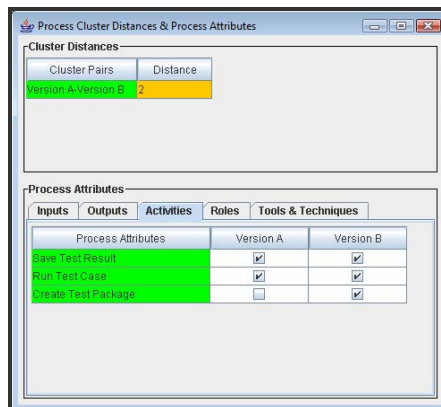 Process Cluster Distances & Process Attributes
Cluster Distances
Cluster Pairs Distance
Version A-Version B 2
Process Attributes
Inputs Outputs Activities Roles Tools & Techniques
Process Attributes Version A Version B
Save Test Result
Run Test Case
Create Test Package